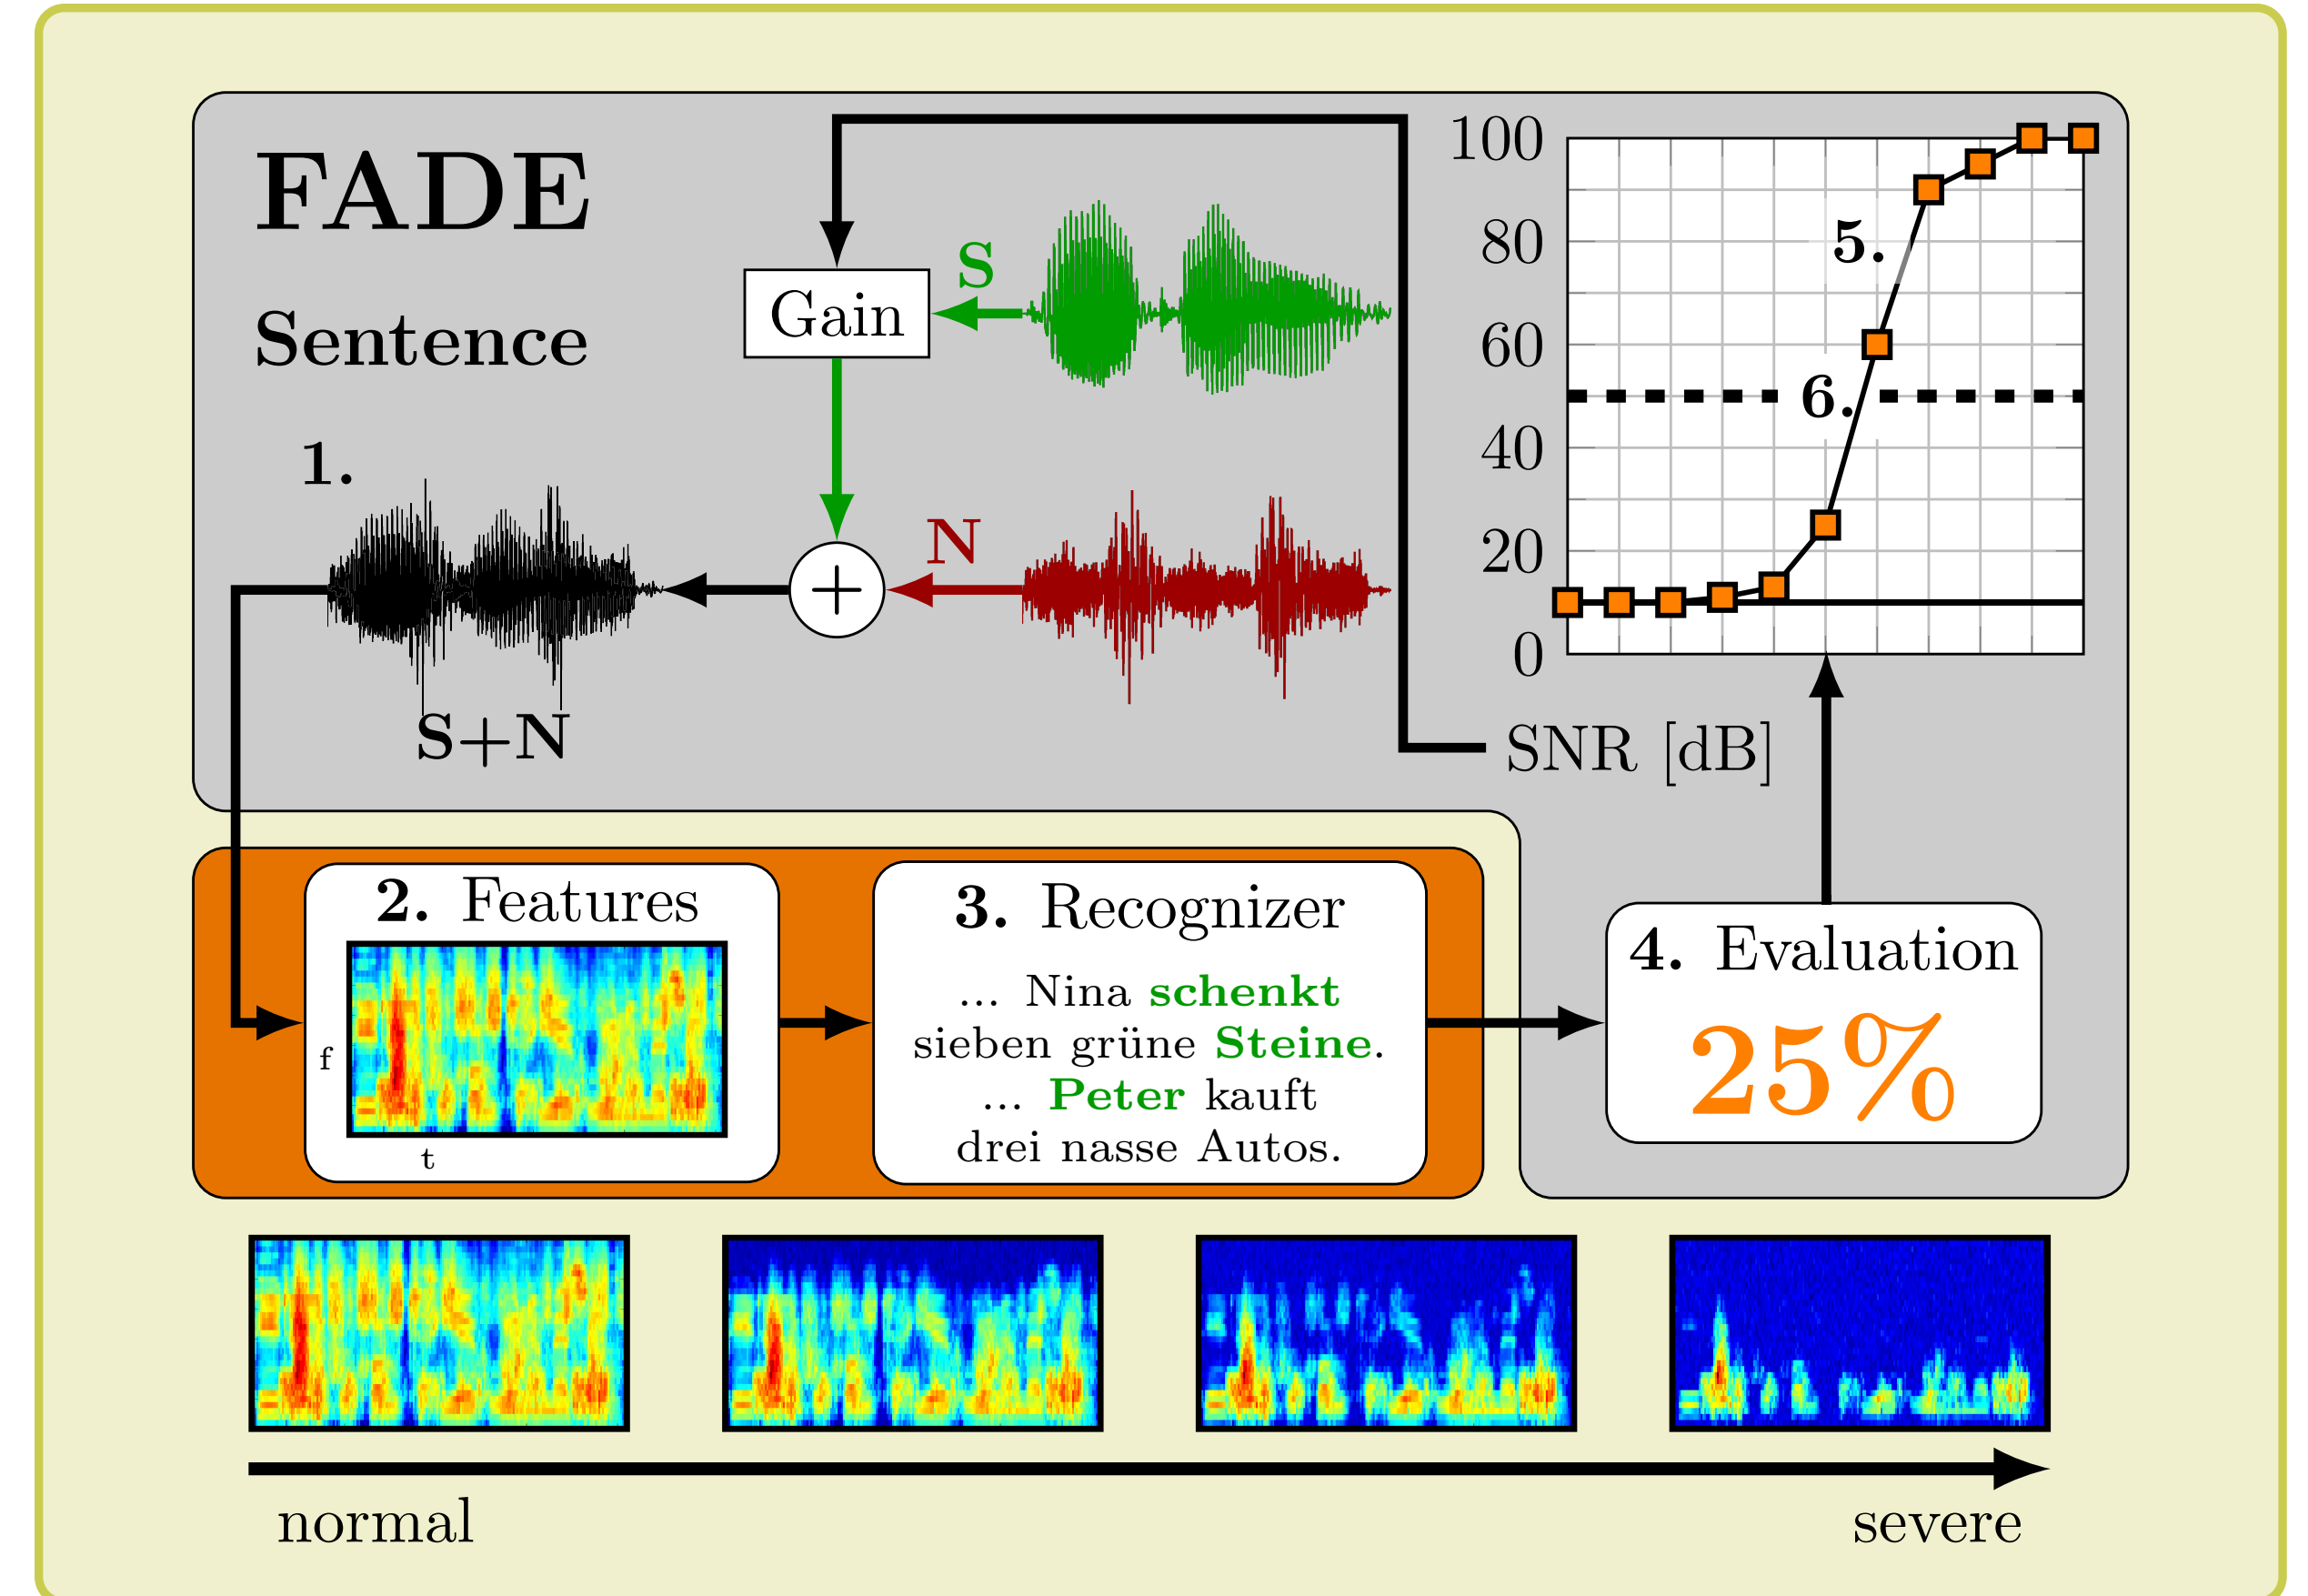 FADE
Sentence
1.
S+N
Gain
+
S
N
100
80
60
40
20
0
5.
6.
SNR [dB]
2. Features
f
t
3. Recognizer
... Nina schenkt
sieben grüne Steine.
... Peter kauft
drei nasse Autos.
4. Evaluation
25%
normal
severe